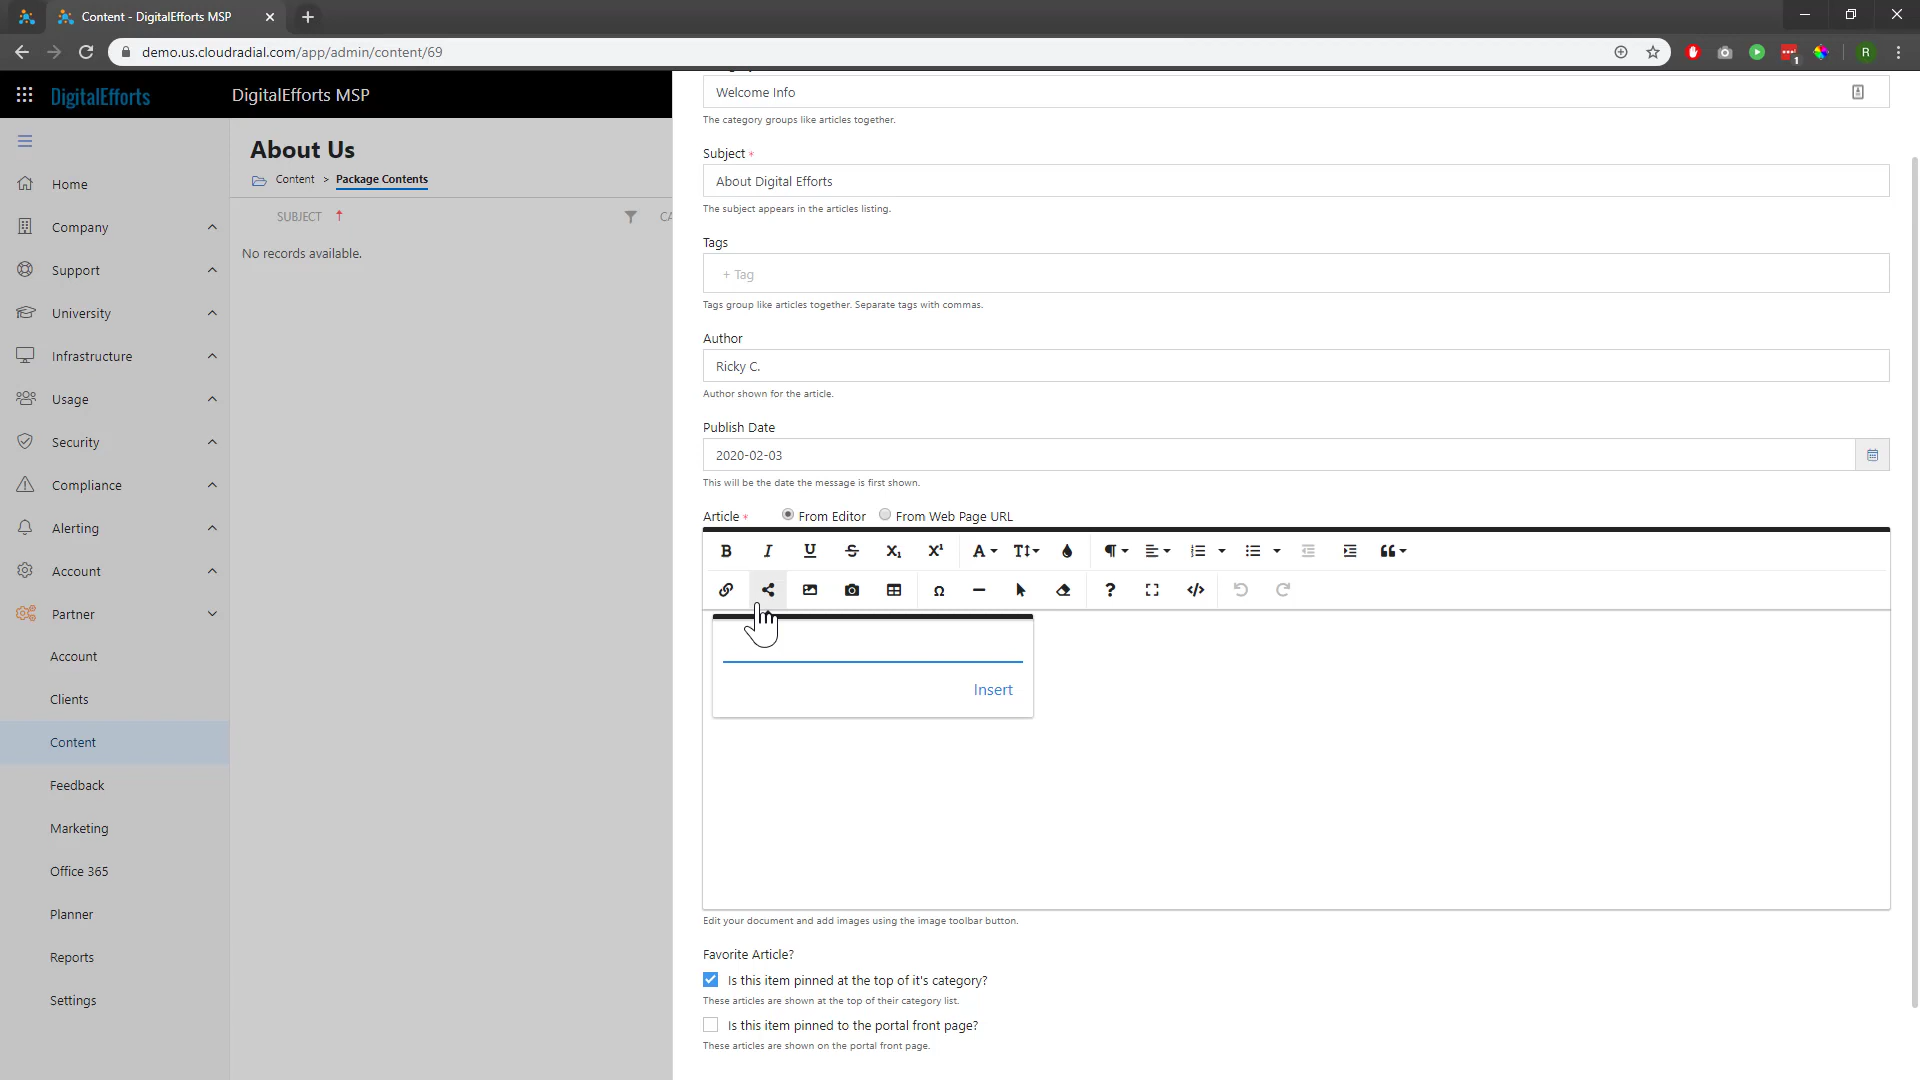 Content - DigitalEfforts MSP
demo.us.cloudradial.com/app/admin/content/69
1
R
DigitalEfforts
DigitalEfforts MSP
Home
Company
Support
University
Infrastructure
Usage
Security
Compliance
Alerting
Account
Partner
Account
Clients
Content
Feedback
Marketing
Office 365
Planner
Reports
Settings
About Us
Content > Package Contents
SUBJECT
CA
No records available.
Welcome Info
The category groups like articles together.
Subject *
About Digital Efforts
The subject appears in the articles listing.
Tags
+ Tag
Tags group like articles together. Separate tags with commas.
Author
Ricky C.
Author shown for the article.
Publish Date
2020-02-03
This will be the date the message is first shown.
Article * From Editor From Web Page URL
Insert
Edit your document and add images using the image toolbar button.
Favorite Article?
Is this item pinned at the top of it's category?
These articles are shown at the top of their category list.
Is this item pinned to the portal front page?
These articles are shown on the portal front page.